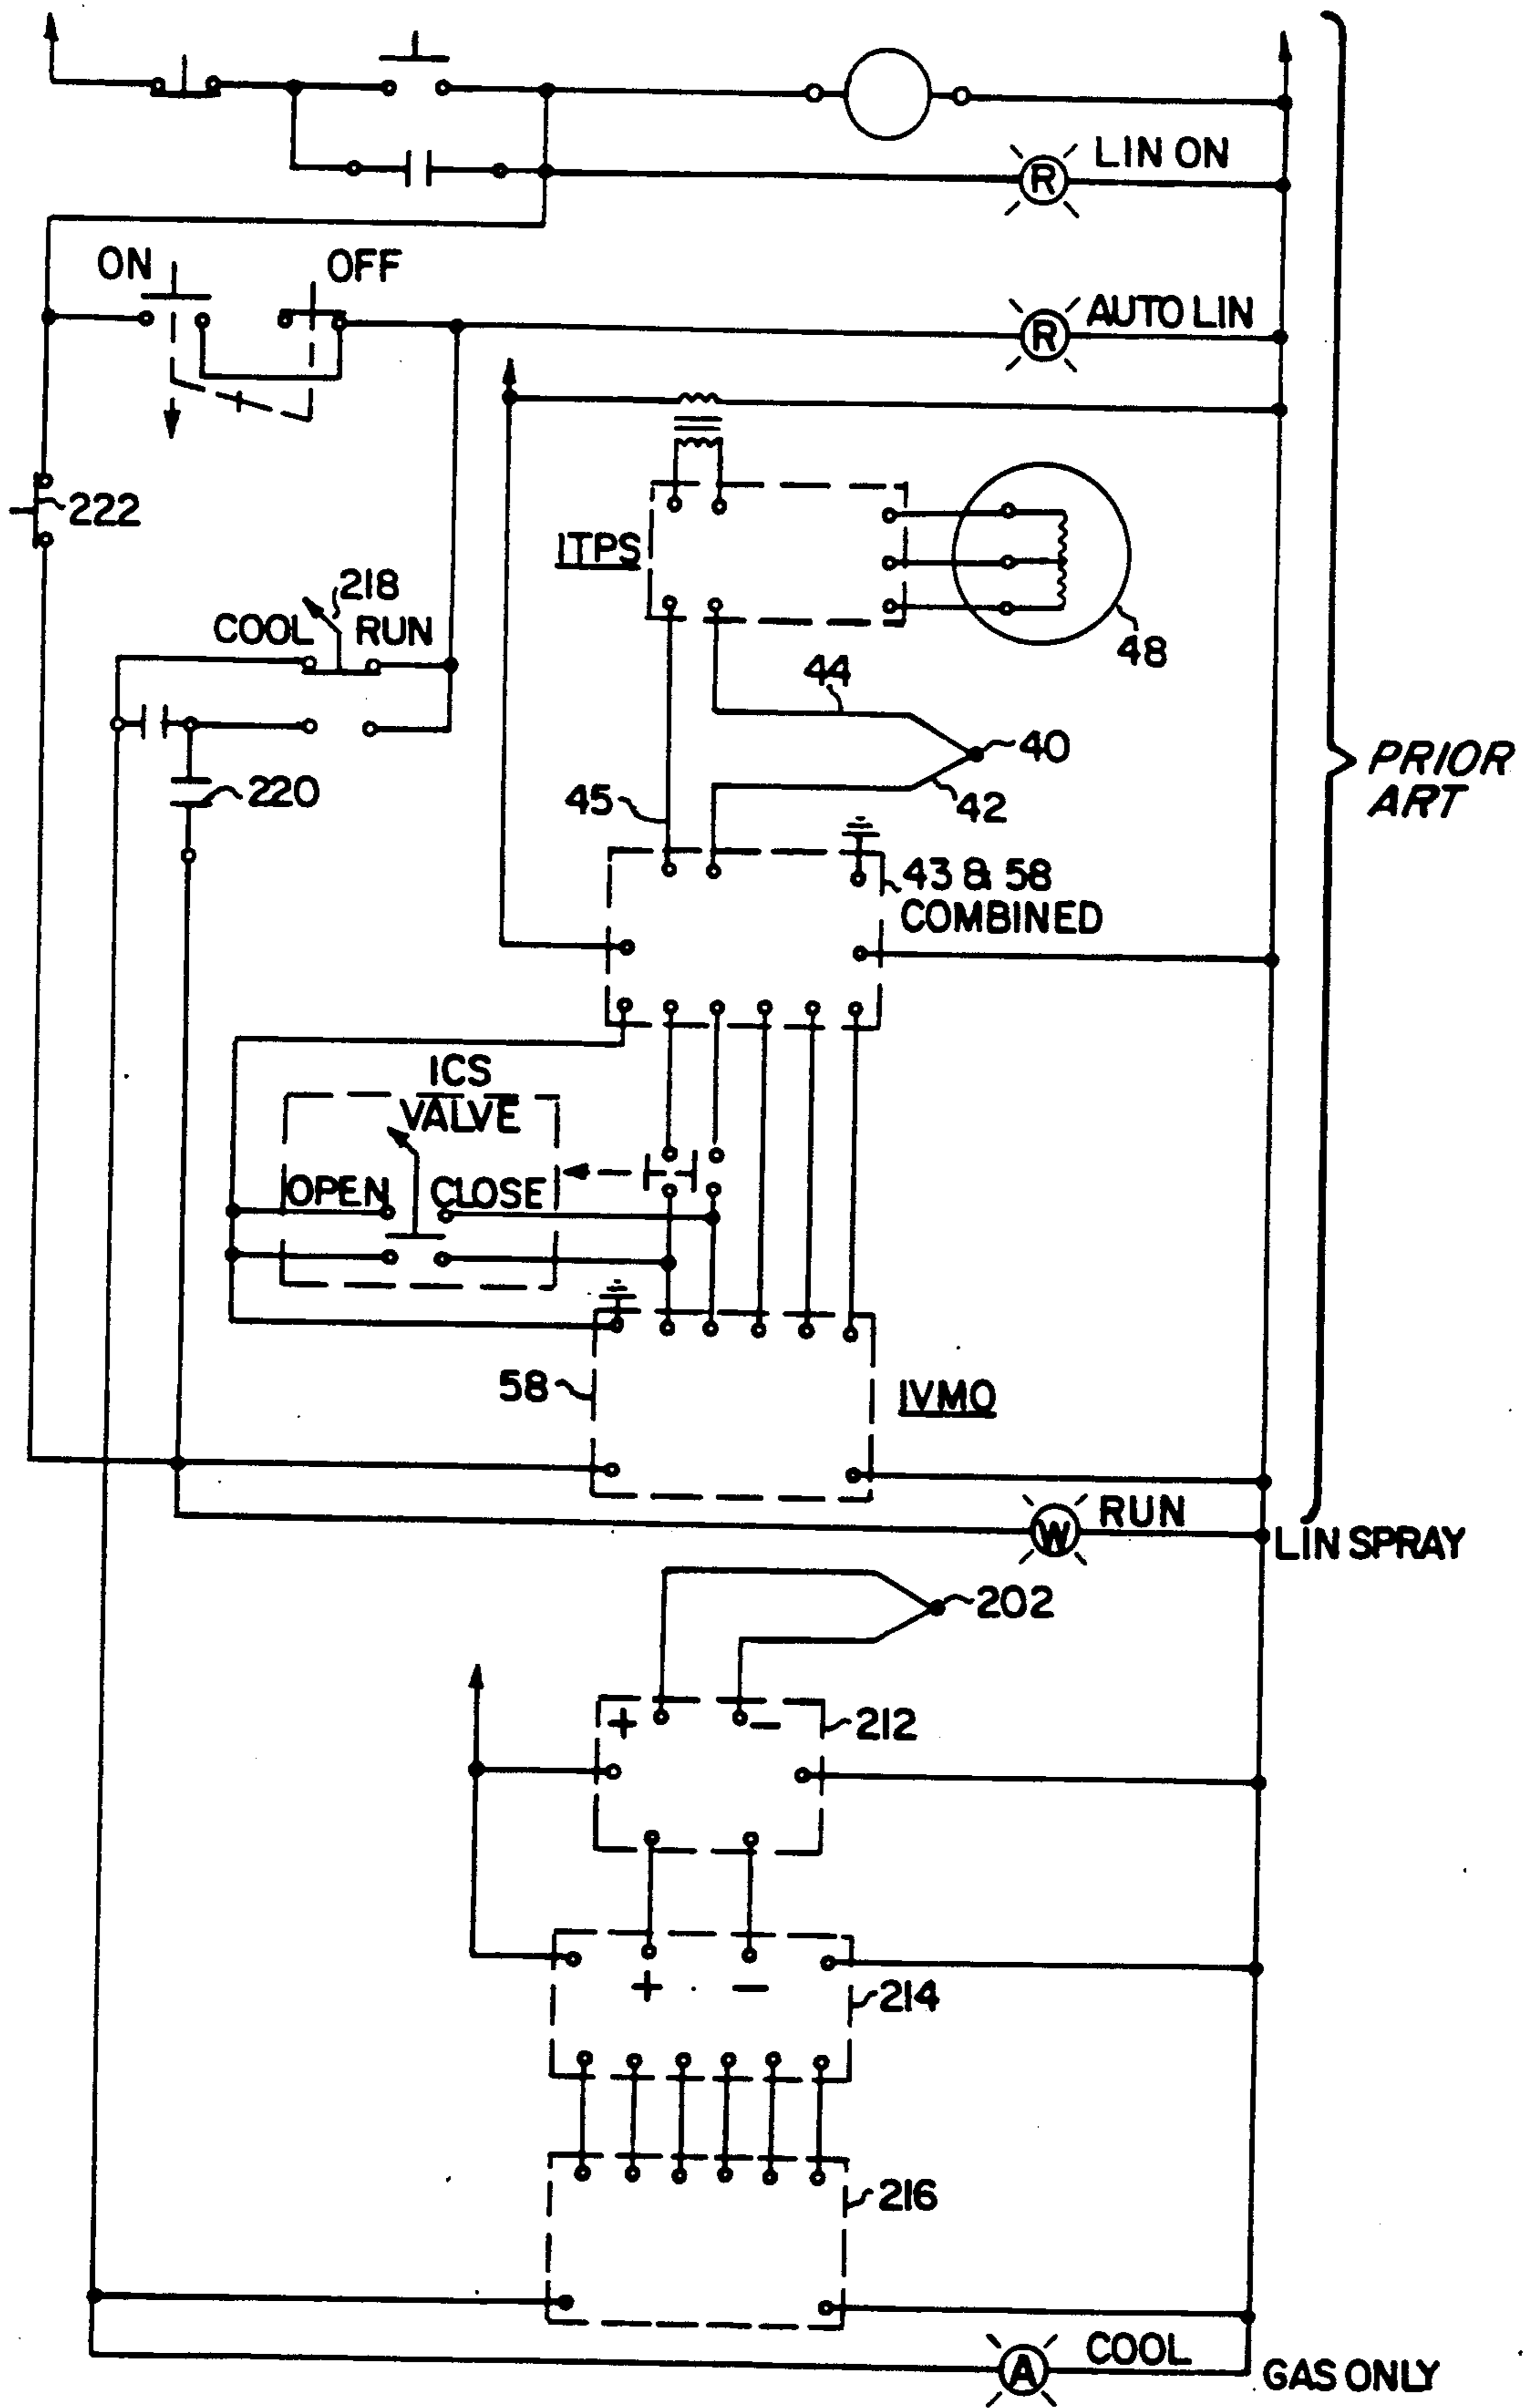 LIN ON
R
ON
OFF
AUTO LIN
R
222
ITPS
218
COOL RUN
48
44
40
PRIOR
ART
220
45
42
43 & 58
COMBINED
ICS
VALVE
OPEN CLOSE
58
IVMO
W
RUN
LIN SPRAY
202
+ −
212
+ −
214
216
A
COOL
GAS ONLY